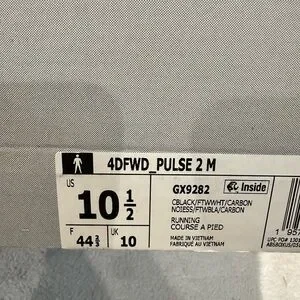 4DFWD_PULSE 2 M
US
10 1/2
F
44 2/3
UK
10
GX9282
Inside
CBLACK/FTWWHT/CARBON
NOIESS/FTWBLA/CARBON
RUNNING
COURSE A PIED
MADE IN VIETNAM
FABRIQUÉ AU VIETNAM